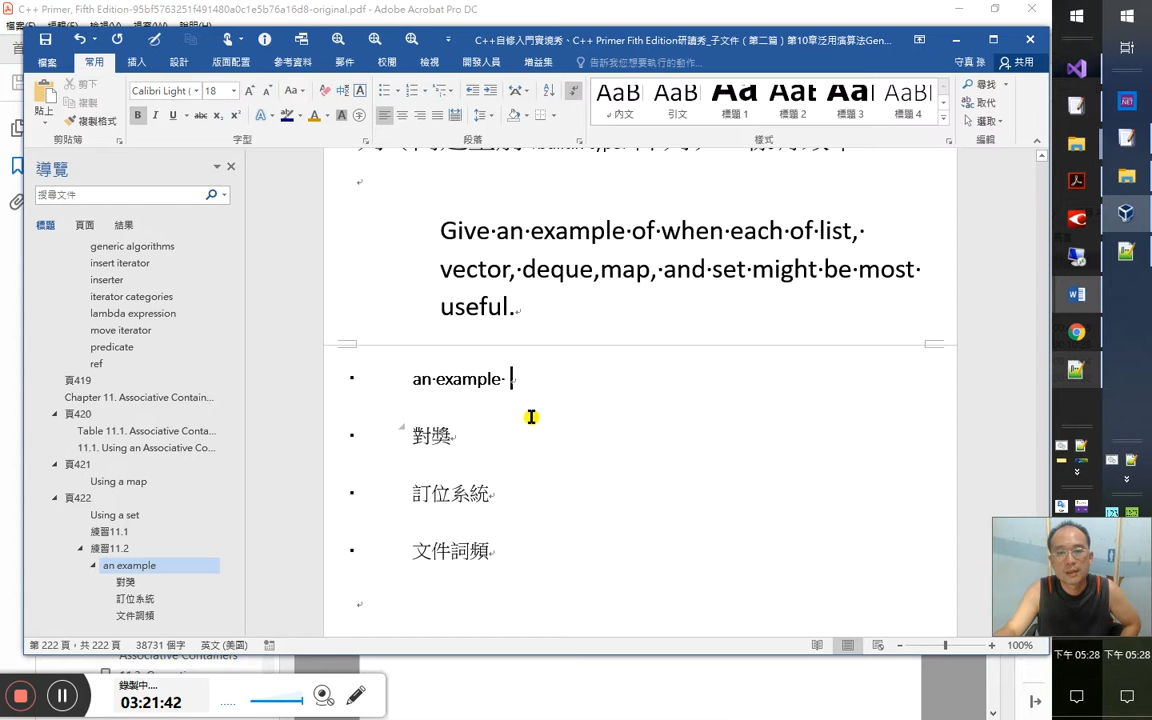 C++ Primer, Fifth Edition-95bf5763251f491480a0c1e5b76a16d8-original.pdf - Adobe Acrobat Pro DC
C++自修入門實境秀、C++ Primer Fith Edition研讀秀_子文件（第二篇）第10章泛用演算法Gen...
檔案 常用 插入 設計 版面配置 參考資料 郵件 校閱 檢視 開發人員 增益集 告訴我您想要執行的動作... 守真 孫 共用
剪下
複製
複製格式
貼上
剪貼簿
Calibri Light ( 18
字型
段落
AaB AaB Aa Aab Aal AaB
內文 引文 標題 1 標題 2 標題 3 標題 4
樣式
尋找
取代
選取
編輯
導覽
搜尋文件
標題 頁面 結果
generic algorithms
insert iterator
inserter
iterator categories
lambda expression
move iterator
predicate
ref
頁419
Chapter 11. Associative Contain...
頁420
Table 11.1. Associative Conta...
11.1. Using an Associative Co...
頁421
Using a map
頁422
Using a set
練習11.1
練習11.2
an example
對獎
訂位系統
文件詞頻
Give·an·example·of·when·each·of·list,·
vector,·deque,map,·and·set·might·be·most·
useful.
an·example·
對獎
訂位系統
文件詞頻
第 222 頁，共 222 頁 38731 個字 英文 (美國) 100%
Associative Containers
錄製中....
03:21:42
下午 05:28 下午 05:28